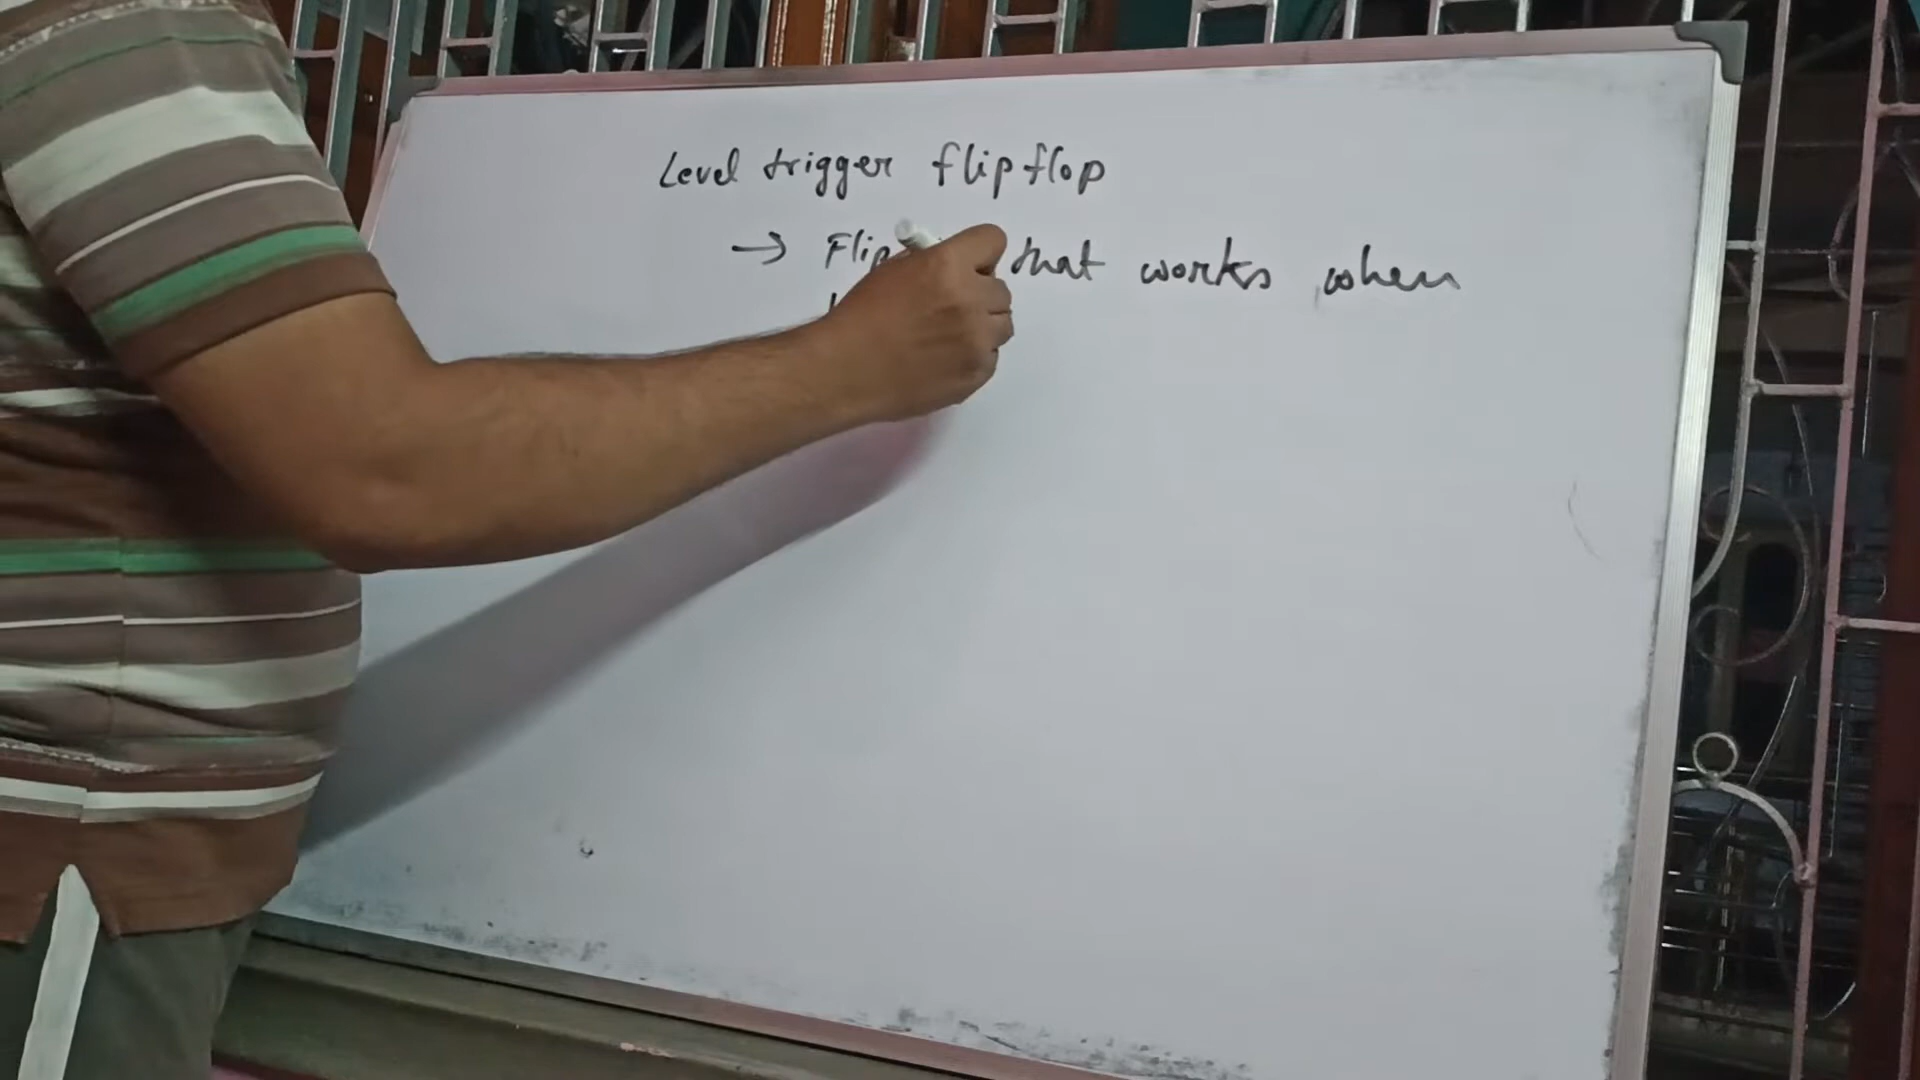 Level trigger flipflop
→ Flip that works when